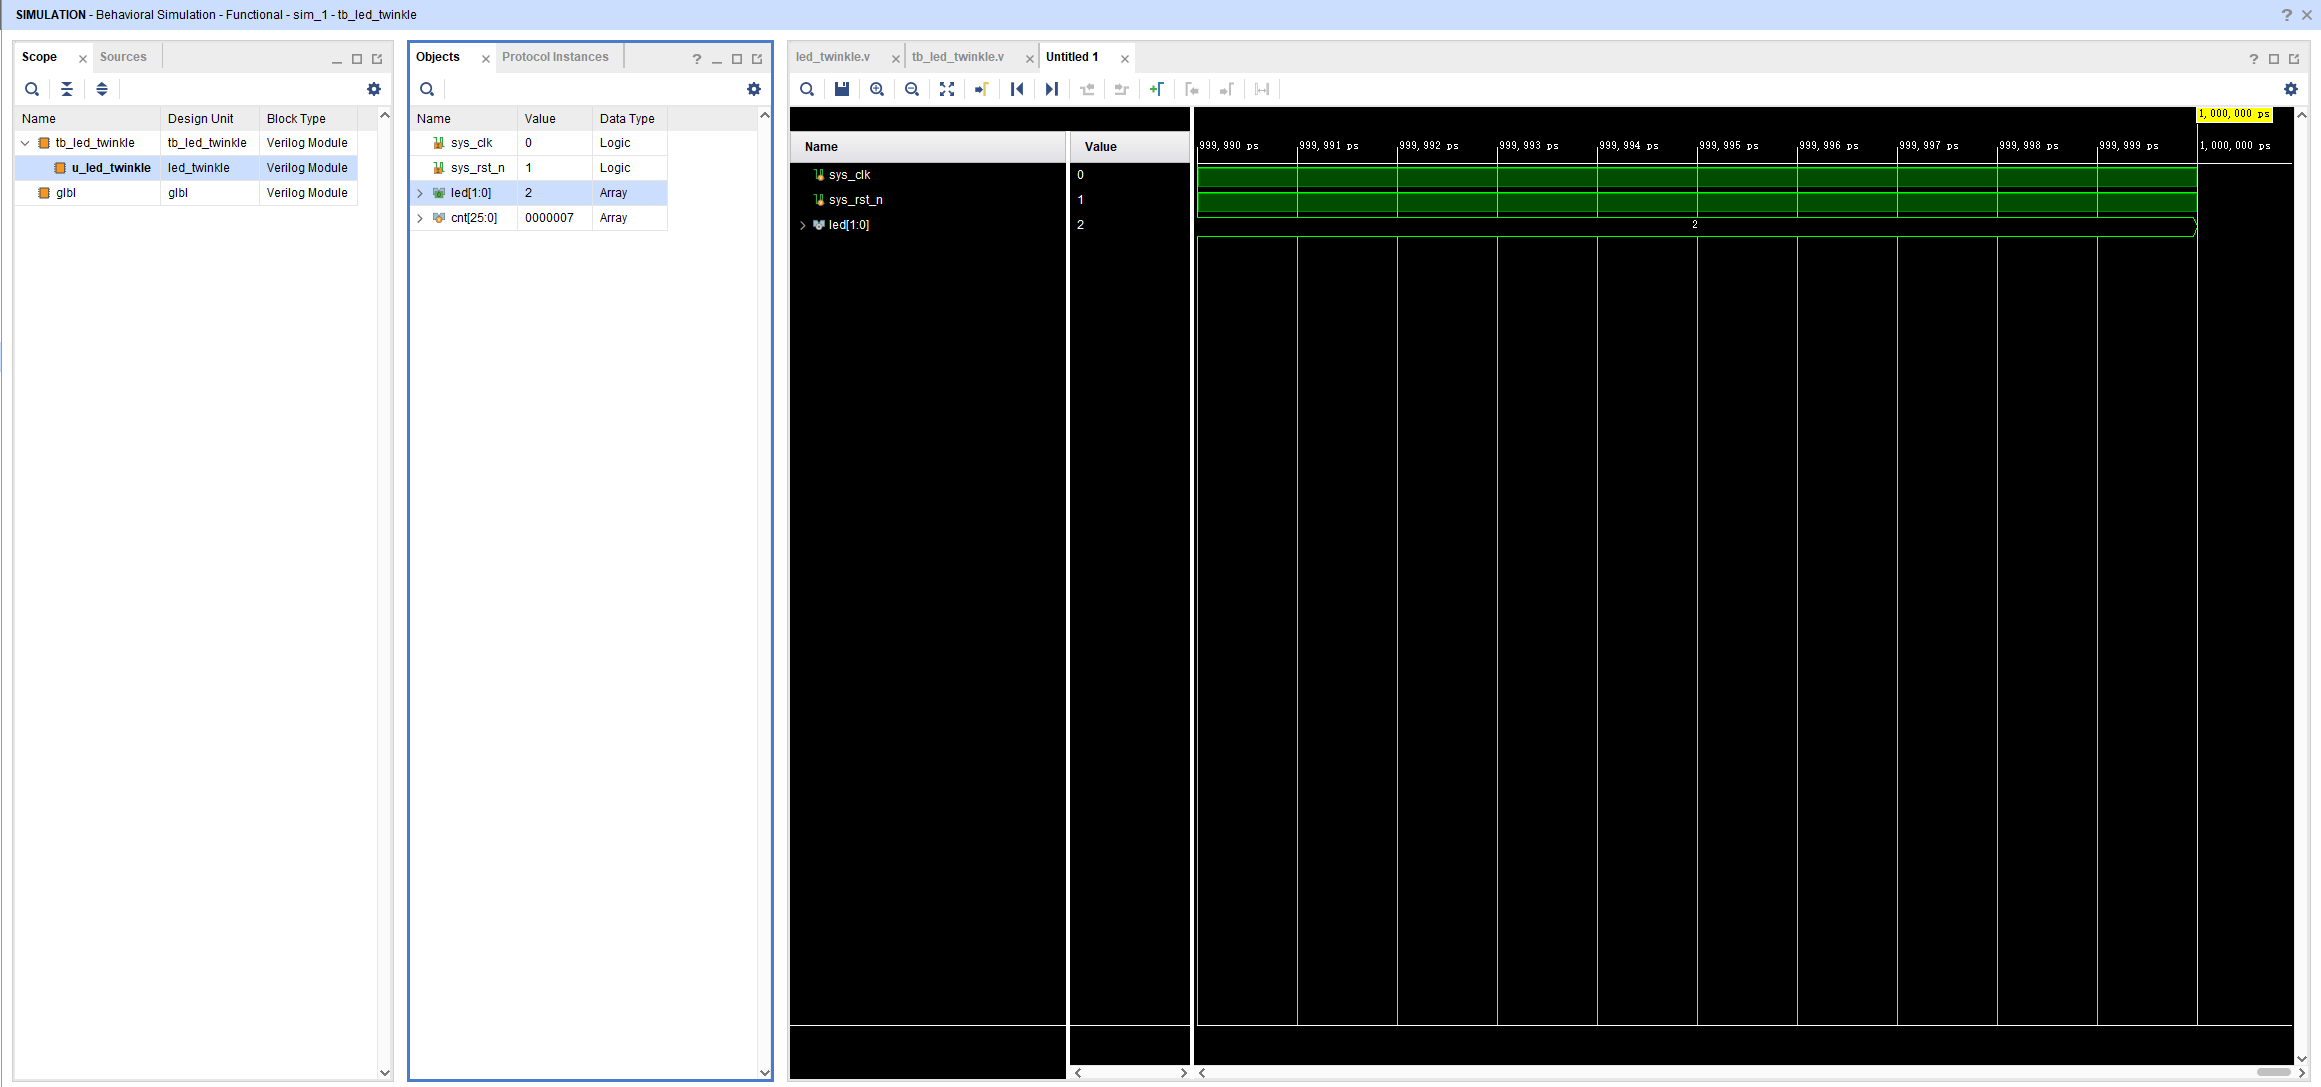 SIMULATION - Behavioral Simulation - Functional - sim_1 - tb_led_twinkle
Scope
Sources
Name Design Unit Block Type
tb_led_twinkle tb_led_twinkle Verilog Module
u_led_twinkle led_twinkle Verilog Module
glbl glbl Verilog Module
Objects
Protocol Instances
Name Value Data Type
sys_clk 0 Logic
sys_rst_n 1 Logic
led[1:0] 2 Array
cnt[25:0] 0000007 Array
led_twinkle.v
tb_led_twinkle.v
Untitled 1
1,000,000 ps
Name Value
999,990 ps 999,991 ps 999,992 ps 999,993 ps 999,994 ps 999,995 ps 999,996 ps 999,997 ps 999,998 ps 999,999 ps 1,000,000 ps
sys_clk 0
sys_rst_n 1
led[1:0] 2 2